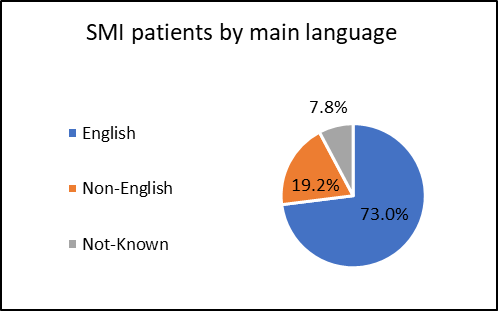 SMI patients by main language
English
Non-English
Not-Known
7.8%
19.2%
73.0%